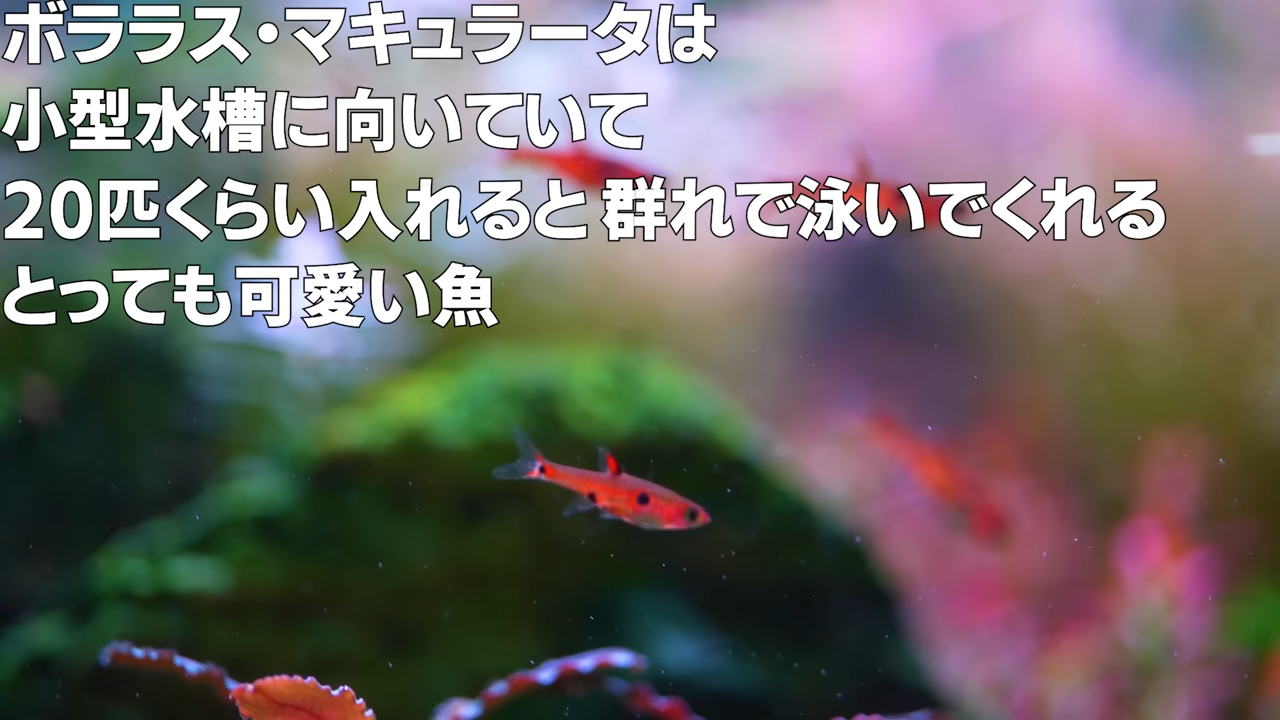 ボララス・マキュラータは
小型水槽に向いていて
20匹くらい入れると群れで泳いでくれる
とっても可愛い魚